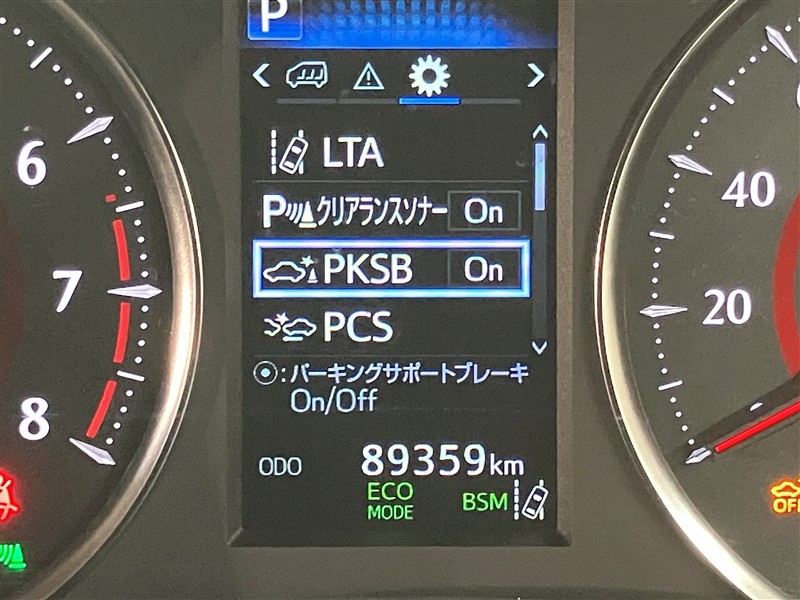 P
LTA
Pクリアランスソナー On
PKSB On
PCS
:パーキングサポートブレーキ
On/Off
ODO 89359km
ECO
MODE
BSM
6
7
8
40
20
OFF